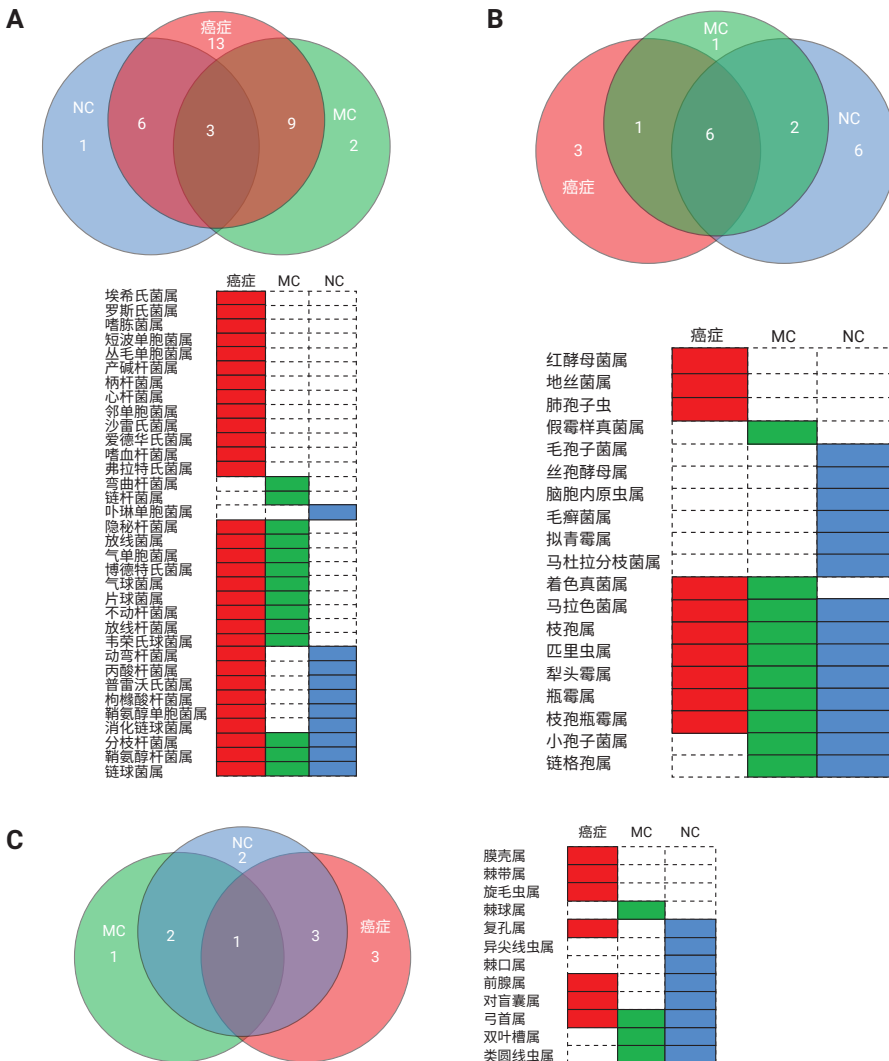 A
癌症
13
NC
6
3
9
MC
1
2
癌症 MC NC
埃希氏菌属
罗斯氏菌属
嗜胨菌属
短波单胞菌属
丛毛单胞菌属
产碱杆菌属
柄杆菌属
心杆菌属
邻单胞菌属
沙雷氏菌属
爱德华氏菌属
嗜血杆菌属
弗拉特氏菌属
弯曲杆菌属
链杆菌属
卟啉单胞菌属
隐秘杆菌属
放线菌属
气单胞菌属
博德特氏菌属
气球菌属
片球菌属
不动杆菌属
放线杆菌属
韦荣氏球菌属
动弯杆菌属
丙酸杆菌属
普雷沃氏菌属
枸橼酸杆菌属
鞘氨醇单胞菌属
消化链球菌属
分枝杆菌属
鞘氨醇杆菌属
链球菌属
B
MC
1
1
2
NC
3
6
6
癌症
癌症 MC NC
红酵母菌属
地丝菌属
肺孢子虫
假霉样真菌属
毛孢子菌属
丝孢酵母属
脑胞内原虫属
毛癣菌属
拟青霉属
马杜拉分枝菌属
着色真菌属
马拉色菌属
枝孢属
匹里虫属
犁头霉属
瓶霉属
枝孢瓶霉属
小孢子菌属
链格孢属
C
NC
2
MC
2
1
3
癌症
1
3
癌症 MC NC
膜壳属
棘带属
旋毛虫属
棘球属
复孔属
异尖线虫属
棘口属
前腺属
对盲囊属
弓首属
双叶槽属
类圆线虫属